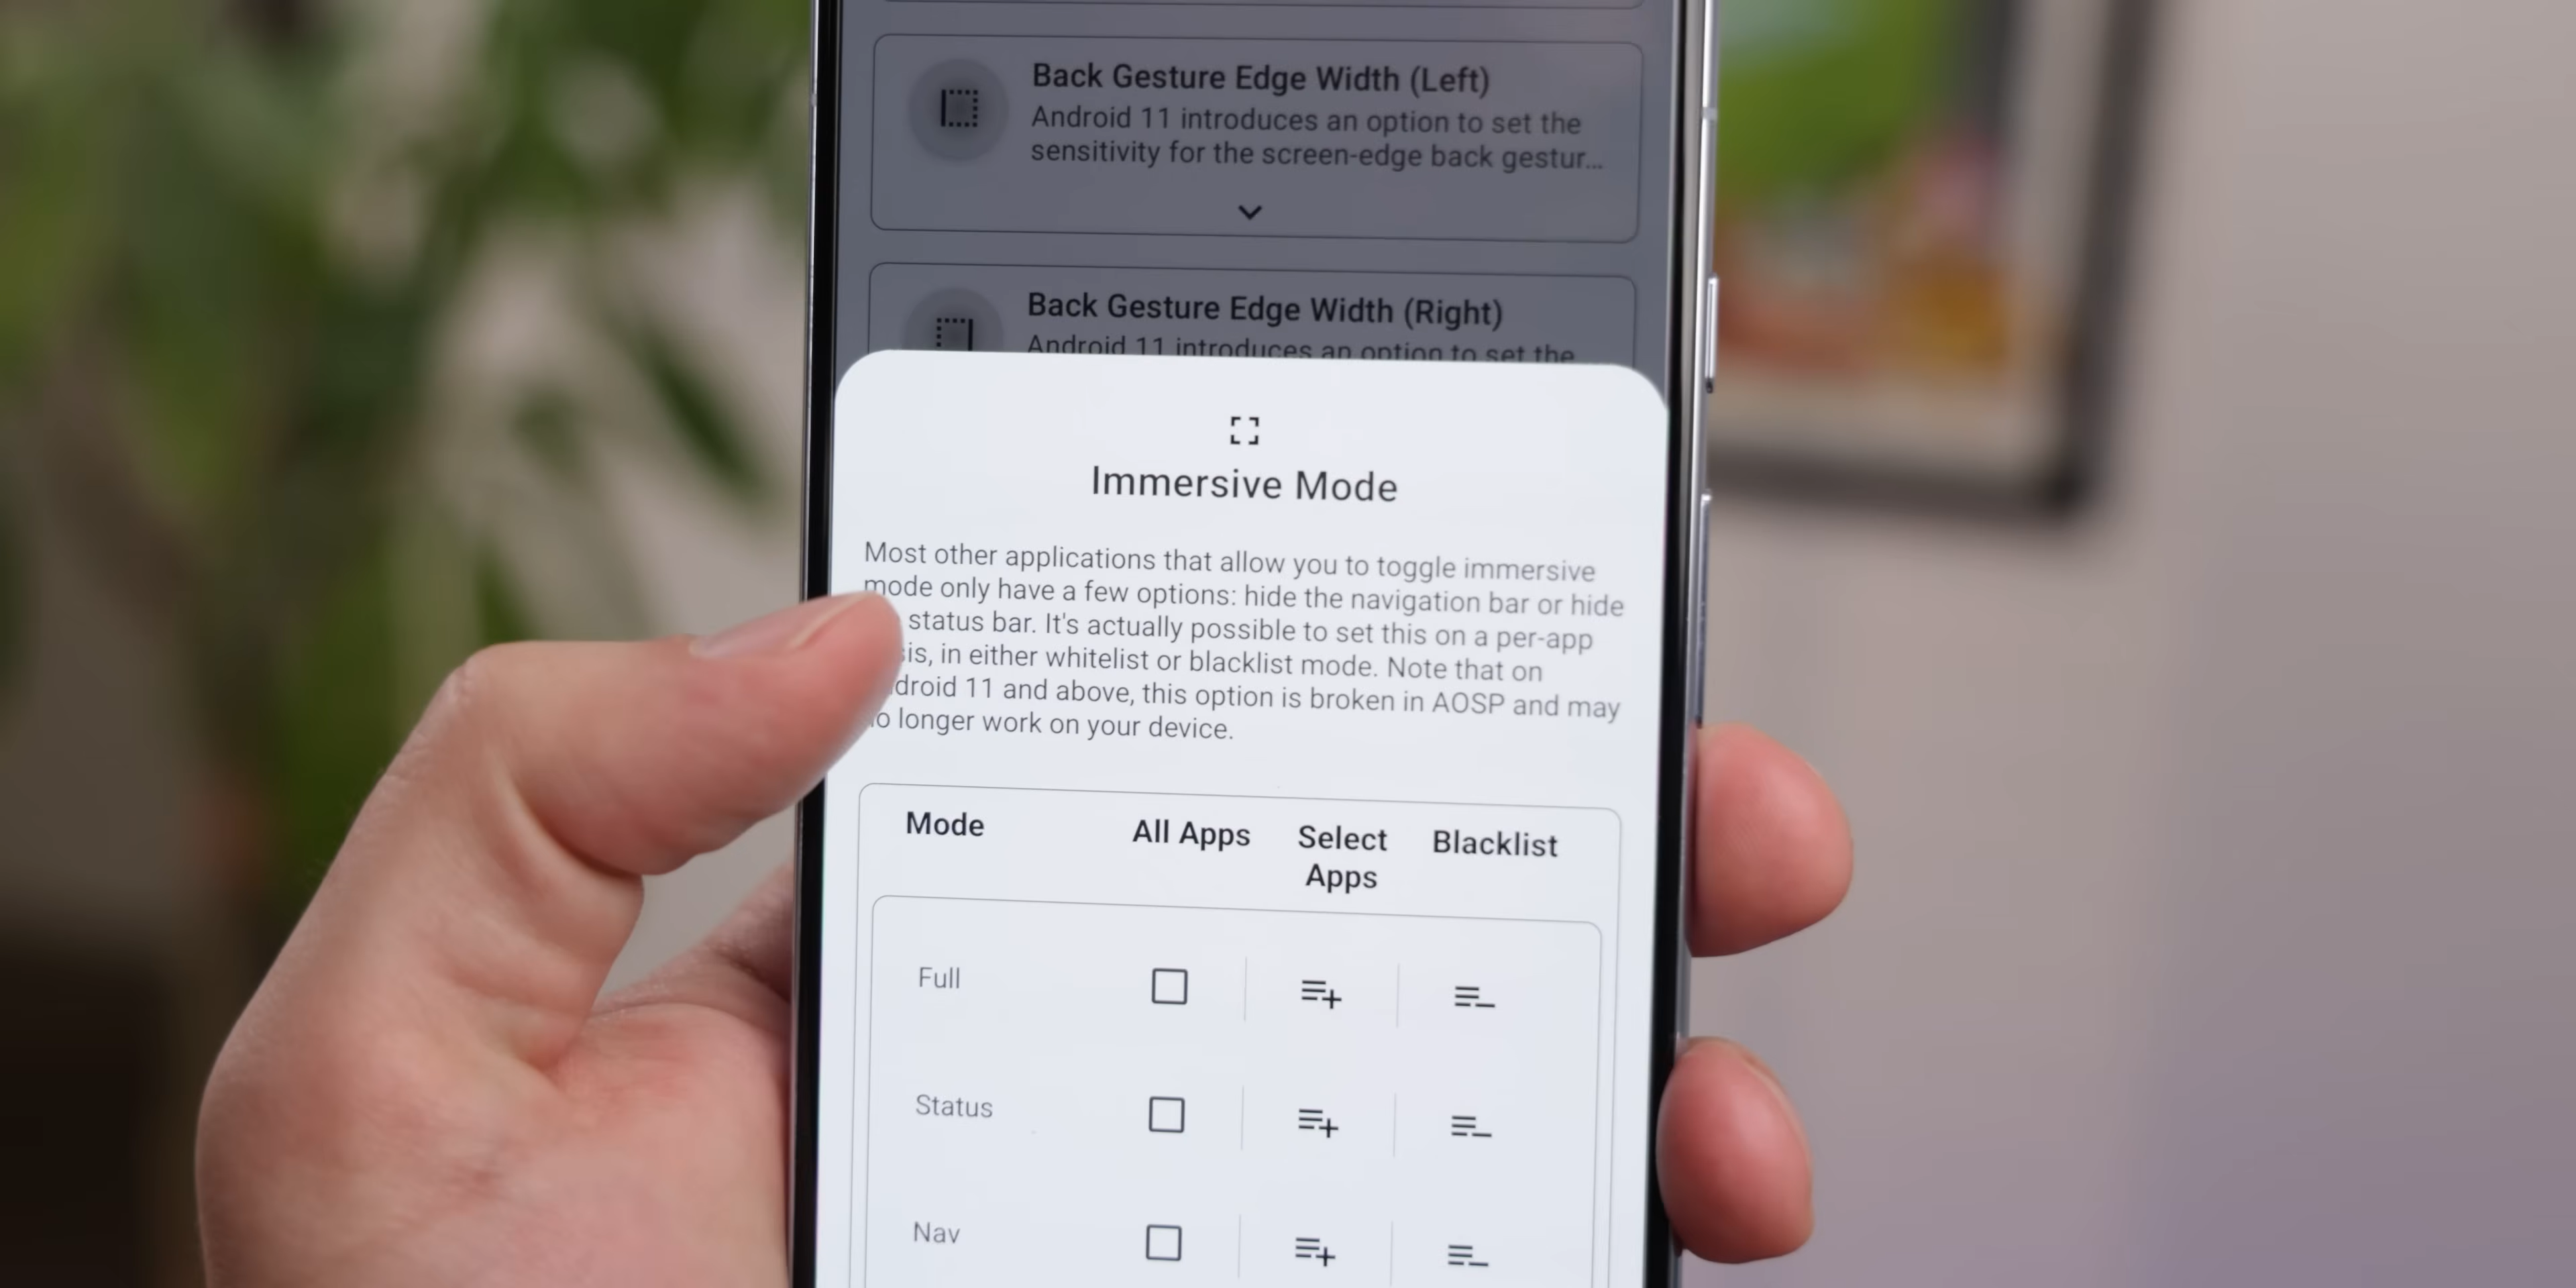 Back Gesture Edge Width (Left)
Android 11 introduces an option to set the
sensitivity for the screen-edge back gestur...
Back Gesture Edge Width (Right)
Android 11 introduces an option to set the
Immersive Mode
Most other applications that allow you to toggle immersive
mode only have a few options: hide the navigation bar or hide
status bar. It's actually possible to set this on a per-app
sis, in either whitelist or blacklist mode. Note that on
droid 11 and above, this option is broken in AOSP and may
o longer work on your device.
Mode All Apps Select Apps Blacklist
Full
Status
Nav